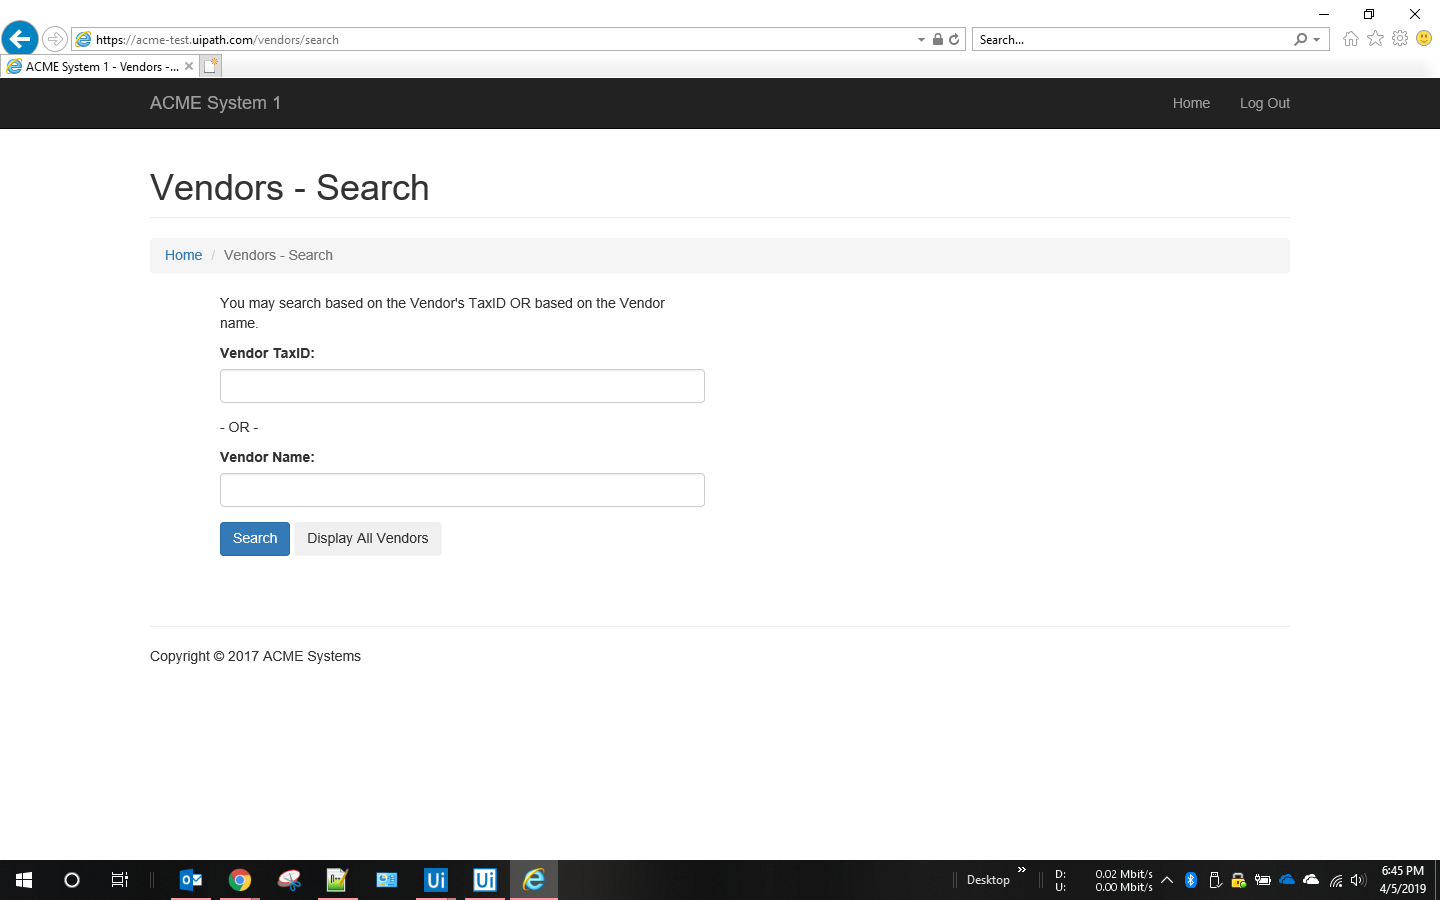 https://acme-test.uipath.com/vendors/search
Search...
ACME System 1 - Vendors -...
ACME System 1
Home
Log Out
Vendors - Search
Home / Vendors - Search
You may search based on the Vendor's TaxID OR based on the Vendor
name.
Vendor TaxID:
- OR -
Vendor Name:
Search
Display All Vendors
Copyright © 2017 ACME Systems
Ui
Ui
Desktop
D: 0.02 Mbit/s
U: 0.00 Mbit/s
6:45 PM
4/5/2019